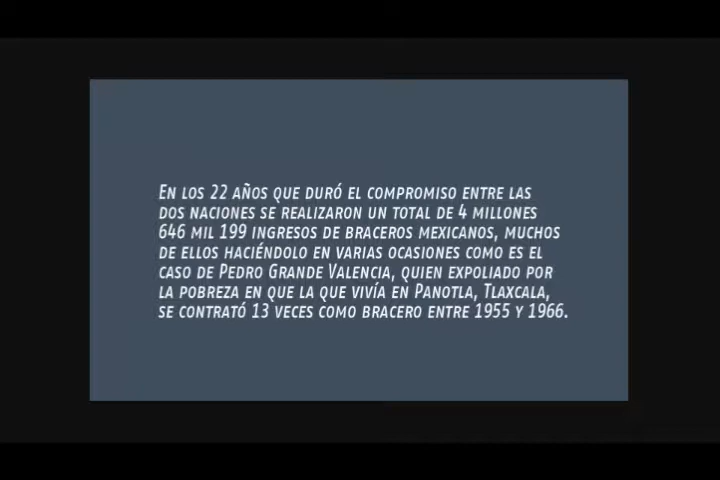 En los 22 años que duró el compromiso entre las
dos naciones se realizaron un total de 4 millones
646 mil 199 ingresos de braceros mexicanos, muchos
de ellos haciéndolo en varias ocasiones como es el
caso de Pedro Grande Valencia, quien expoliado por
la pobreza en que la que vivía en Panotla, Tlaxcala,
se contrató 13 veces como bracero entre 1955 y 1966.